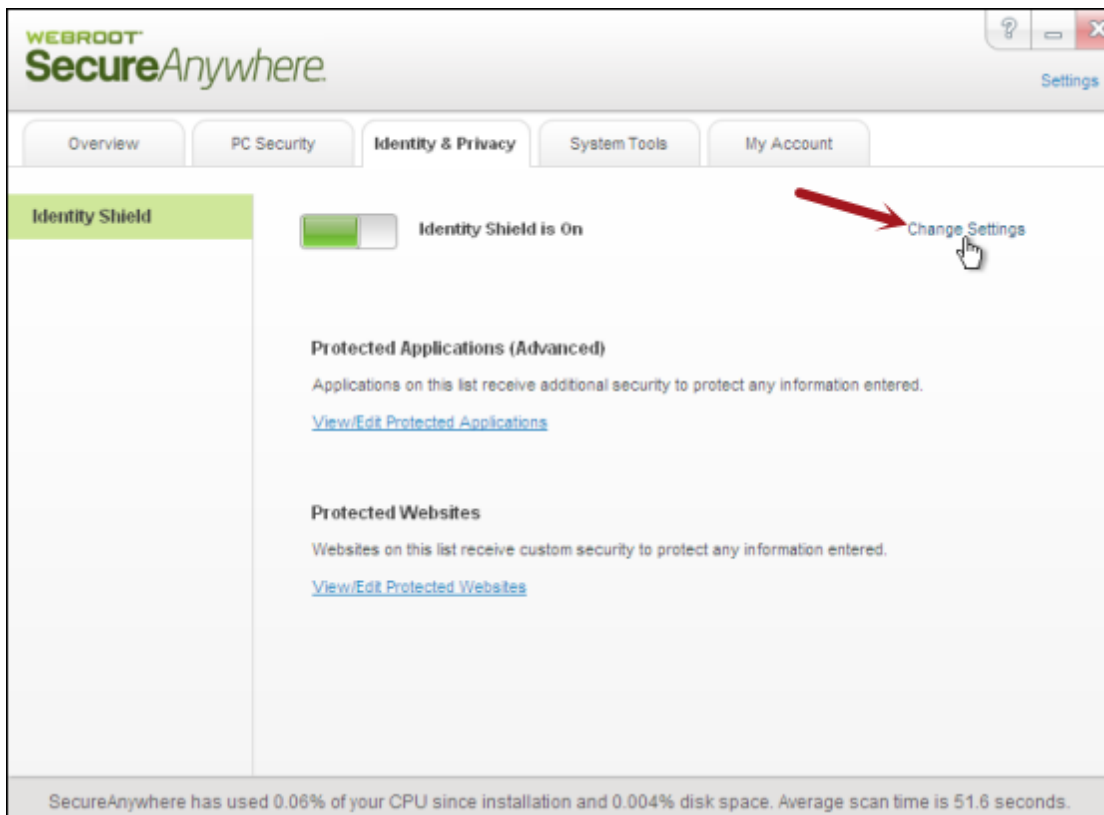 WEBROOT
SecureAnywhere.
?
Settings
Overview PC Security Identity & Privacy System Tools My Account
Identity Shield
Identity Shield is On
Change Settings
Protected Applications (Advanced)
Applications on this list receive additional security to protect any information entered.
View/Edit Protected Applications
Protected Websites
Websites on this list receive custom security to protect any information entered.
View/Edit Protected Websites
SecureAnywhere has used 0.06% of your CPU since installation and 0.004% disk space. Average scan time is 51.6 seconds.